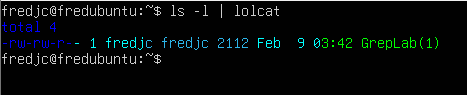 fredjc@fredubuntu:~$ ls -l | lolcat
total 4
-rw-rw-r-- 1 fredjc fredjc 2112 Feb  9 03:42 GrepLab(1)
fredjc@fredubuntu:~$